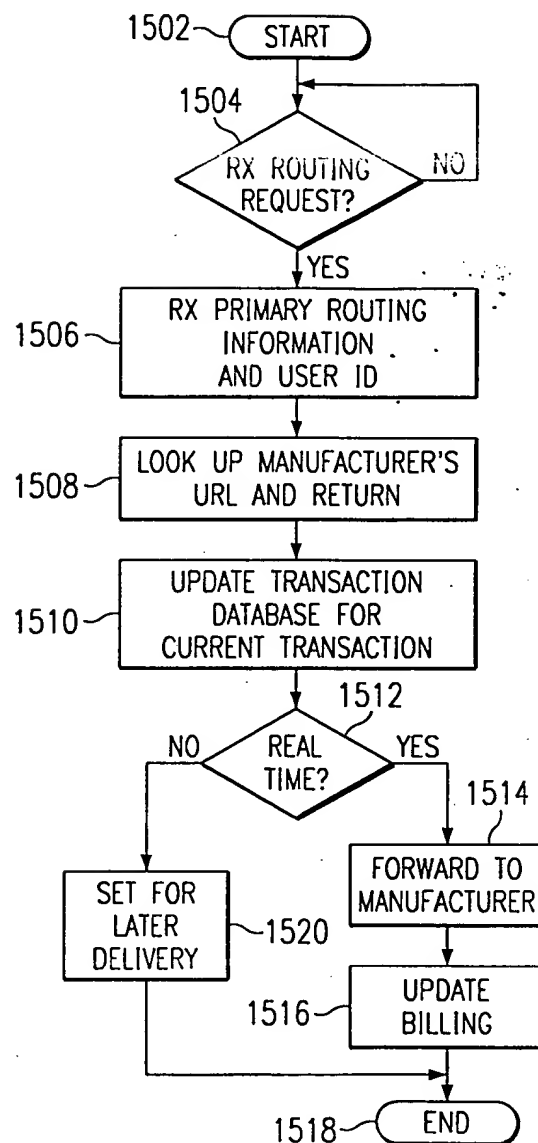 1502
START
1504
RX ROUTING
REQUEST?
NO
YES
1506
RX PRIMARY ROUTING
INFORMATION
AND USER ID
1508
LOOK UP MANUFACTURER'S
URL AND RETURN
1510
UPDATE TRANSACTION
DATABASE FOR
CURRENT TRANSACTION
1512
NO
REAL
TIME?
YES
1514
SET FOR
LATER
DELIVERY
1520
FORWARD TO
MANUFACTURER
1516
UPDATE
BILLING
1518
END